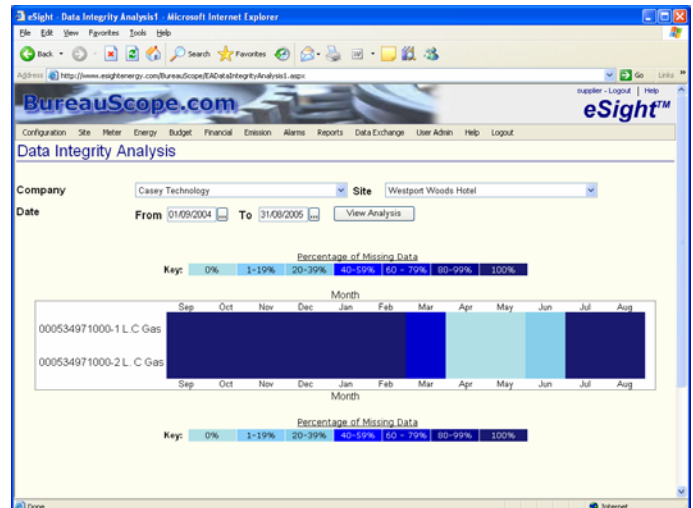 eSight - Data Integrity Analysis1 - Microsoft Internet Explorer
File Edit View Favorites Tools Help
Back Search Favorites
Address http://www.esightenergy.com/BureauScope/EADataIntegrityAnalysis1.aspx Go Links »
supplier - Logout | Help
BureauScope.com eSight™
Configuration Site Meter Energy Budget Financial Emission Alarms Reports Data Exchange User Admin Help Logout
Data Integrity Analysis
Company Casey Technology Site Westport Woods Hotel
Date From 01/09/2004 ... To 31/08/2005 ... View Analysis
Percentage of Missing Data
Key: 0% 1-19% 20-39% 40-59% 60 - 79% 80-99% 100%
Month
Sep Oct Nov Dec Jan Feb Mar Apr May Jun Jul Aug
000534971000-1 L.C Gas
000534971000-2 L. C Gas
Sep Oct Nov Dec Jan Feb Mar Apr May Jun Jul Aug
Month
Percentage of Missing Data
Key: 0% 1-19% 20-39% 40-59% 60 - 79% 80-99% 100%
Done Internet